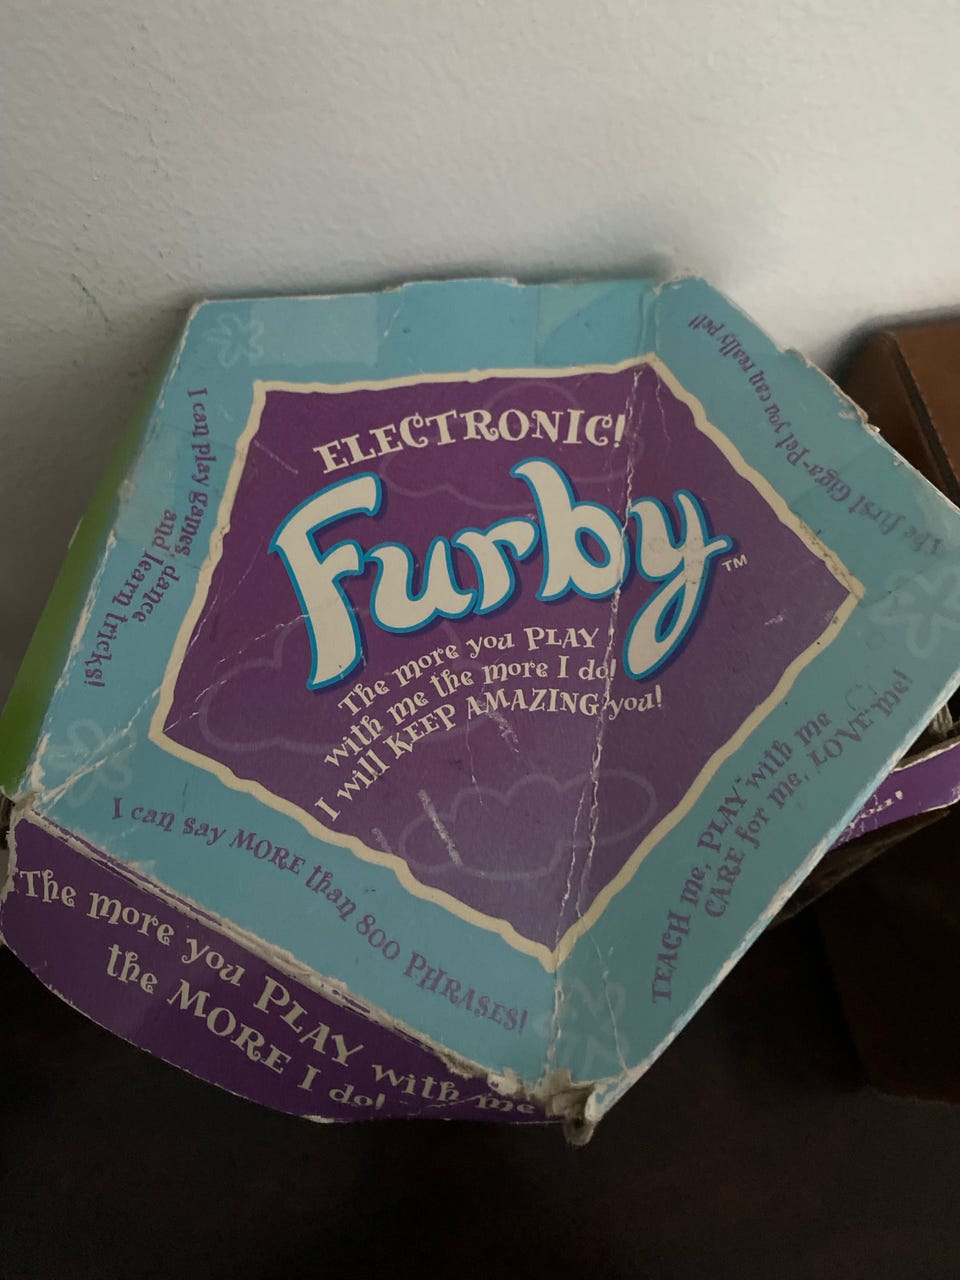 ELECTRONIC!
Furby™
The more you PLAY
with me the more I do!
I will KEEP AMAZING you!
I can play games, dance
and learn tricks!
The first Giga-Pet you can really pet!
TEACH me, PLAY with me
CARE for me, LOVE me!
I can say MORE than 800 PHRASES!
The more you PLAY with me
the MORE I do!